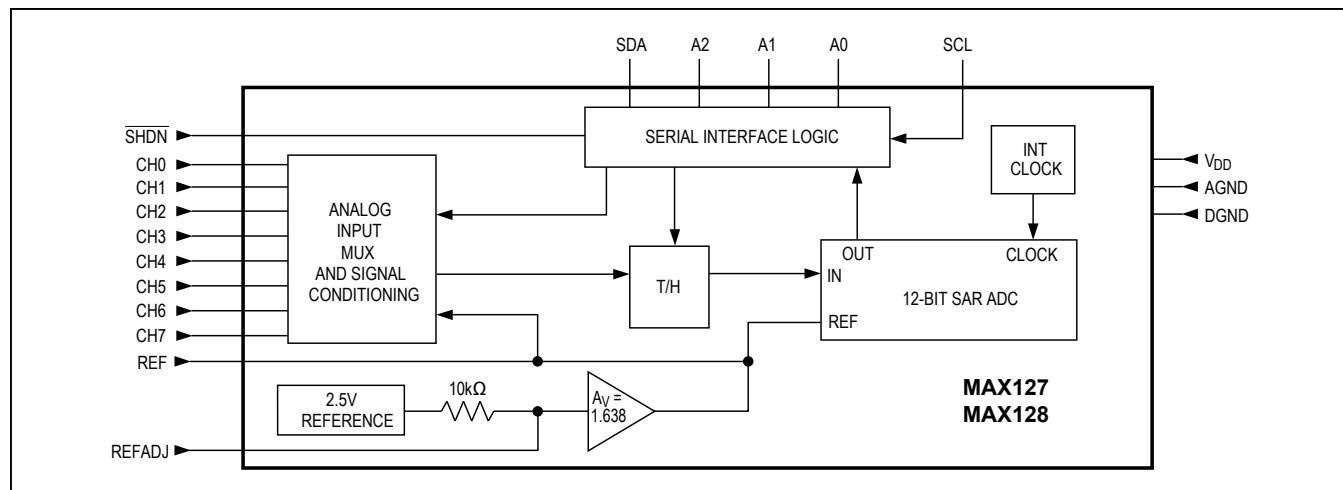 SDA A2 A1 A0 SCL
SHDN
SERIAL INTERFACE LOGIC
INT
CLOCK
CH0
CH1
CH2
CH3
CH4
CH5
CH6
CH7
REF
ANALOG
INPUT
MUX
AND SIGNAL
CONDITIONING
T/H
OUT CLOCK
IN
12-BIT SAR ADC
REF
VDD
AGND
DGND
2.5V
REFERENCE
10kΩ
AV =
1.638
MAX127
MAX128
REFADJ